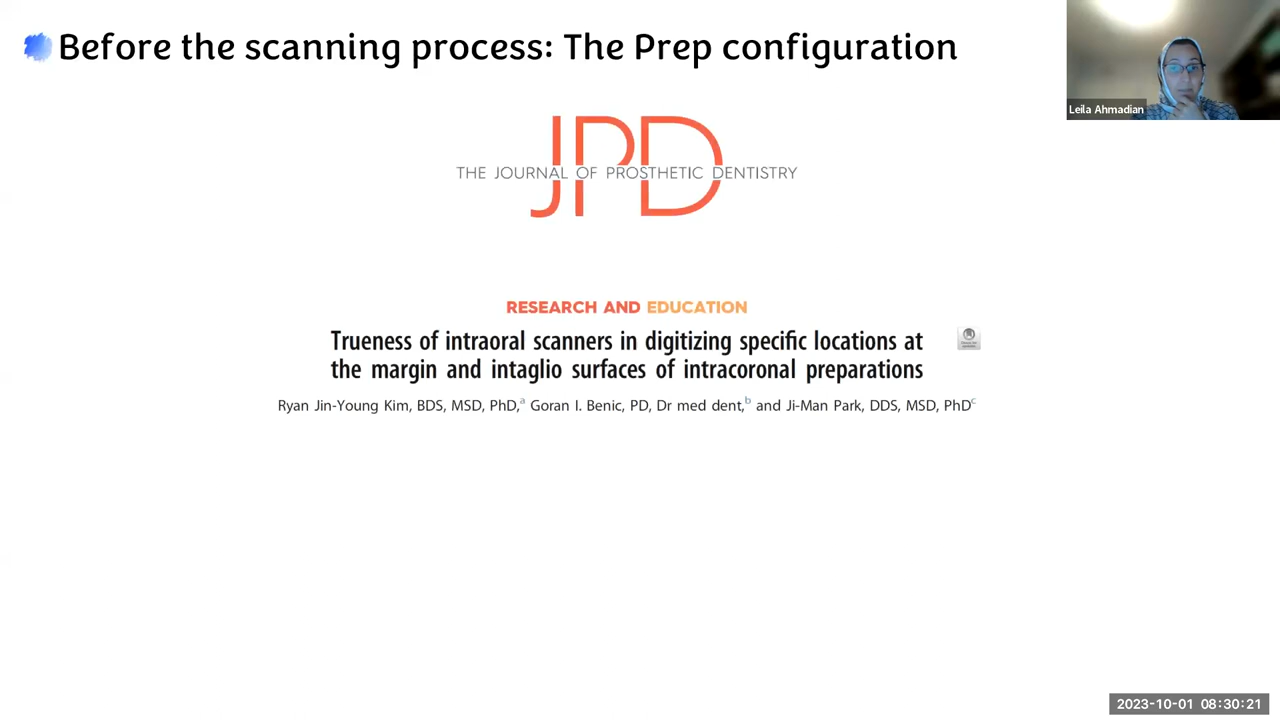 Before the scanning process: The Prep configuration
Leila Ahmadian
JPD
THE JOURNAL OF PROSTHETIC DENTISTRY
RESEARCH AND EDUCATION
Trueness of intraoral scanners in digitizing specific locations at
the margin and intaglio surfaces of intracoronal preparations
Ryan Jin-Young Kim, BDS, MSD, PhD,a Goran I. Benic, PD, Dr med dent,b and Ji-Man Park, DDS, MSD, PhDc
2023-10-01 08:30:21